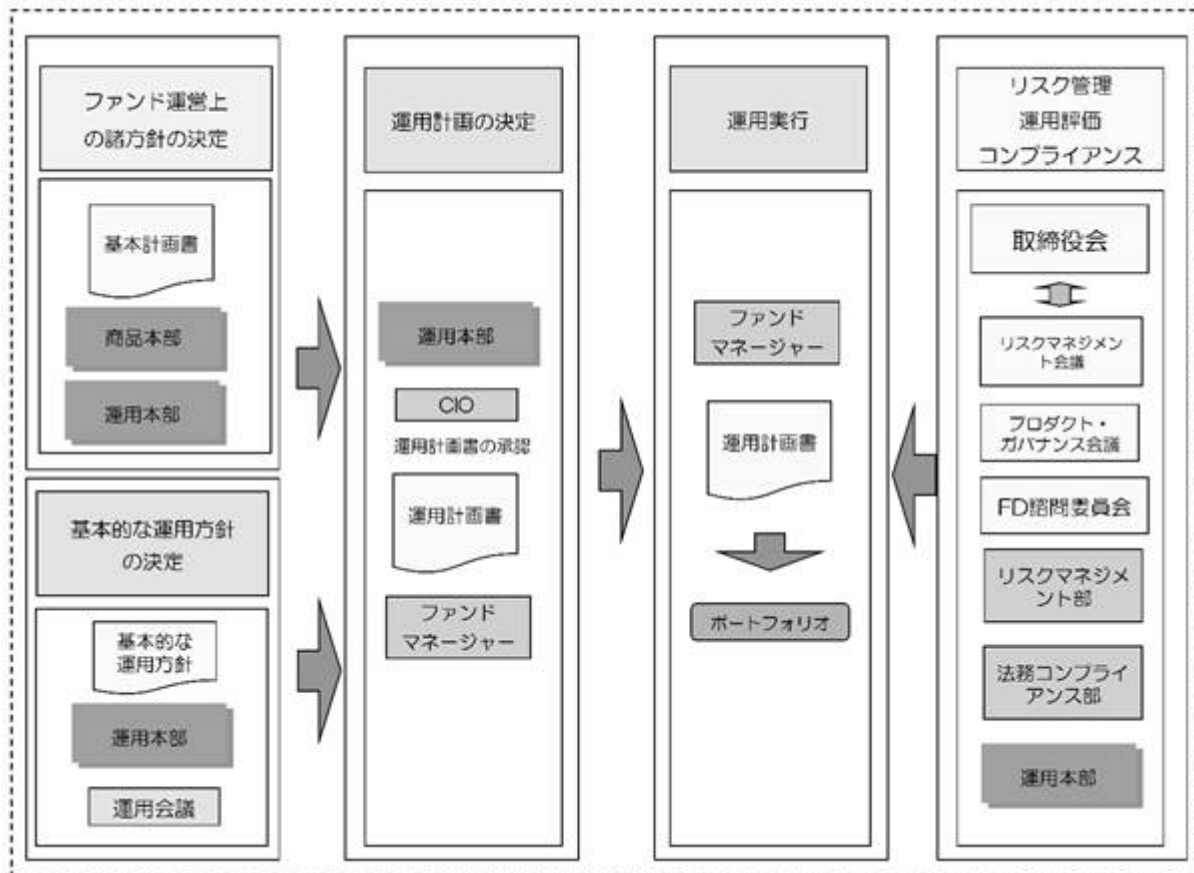 ファンド運営上
の諸方針の決定
基本計画書
商品本部
運用本部
基本的な運用方針
の決定
基本的な
運用方針
運用本部
運用会議
運用計画の決定
運用本部
CIO
運用計画書の承認
運用計画書
ファンド
マネージャー
運用実行
ファンド
マネージャー
運用計画書
ポートフォリオ
リスク管理
運用評価
コンプライアンス
取締役会
リスクマネジメン
ト会議
プロダクト・
ガバナンス会議
FD諮問委員会
リスクマネジメ
ント部
法務コンプライ
アンス部
運用本部